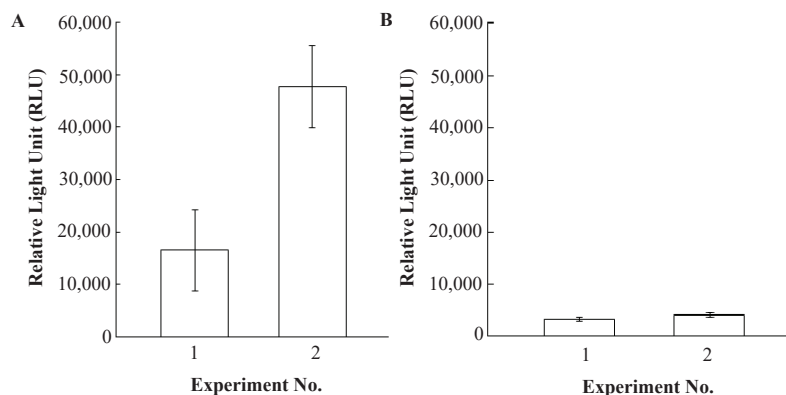 A
Relative Light Unit (RLU)
60,000
50,000
40,000
30,000
20,000
10,000
0
1 2
Experiment No.
B
Relative Light Unit (RLU)
60,000
50,000
40,000
30,000
20,000
10,000
0
1 2
Experiment No.